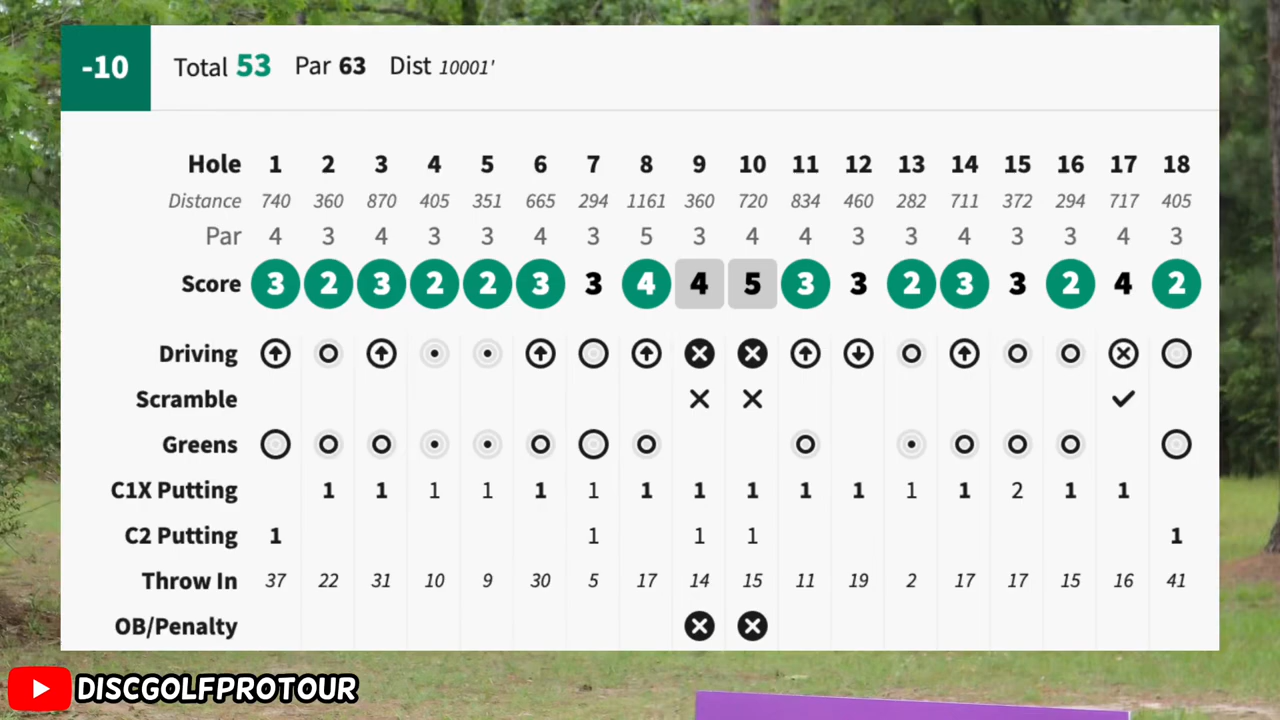 -10 Total 53 Par 63 Dist 10001'
Hole 1 2 3 4 5 6 7 8 9 10 11 12 13 14 15 16 17 18
Distance 740 360 870 405 351 665 294 1161 360 720 834 460 282 711 372 294 717 405
Par 4 3 4 3 3 4 3 5 3 4 4 3 3 4 3 3 4 3
Score 3 2 3 2 2 3 3 4 4 5 3 3 2 3 3 2 4 2
Driving
Scramble
Greens
C1X Putting 1 1 1 1 1 1 1 1 1 1 1 1 1 2 1 1
C2 Putting 1 1 1 1 1
Throw In 37 22 31 10 9 30 5 17 14 15 11 19 2 17 17 15 16 41
OB/Penalty
DISCGOLFPROTOUR